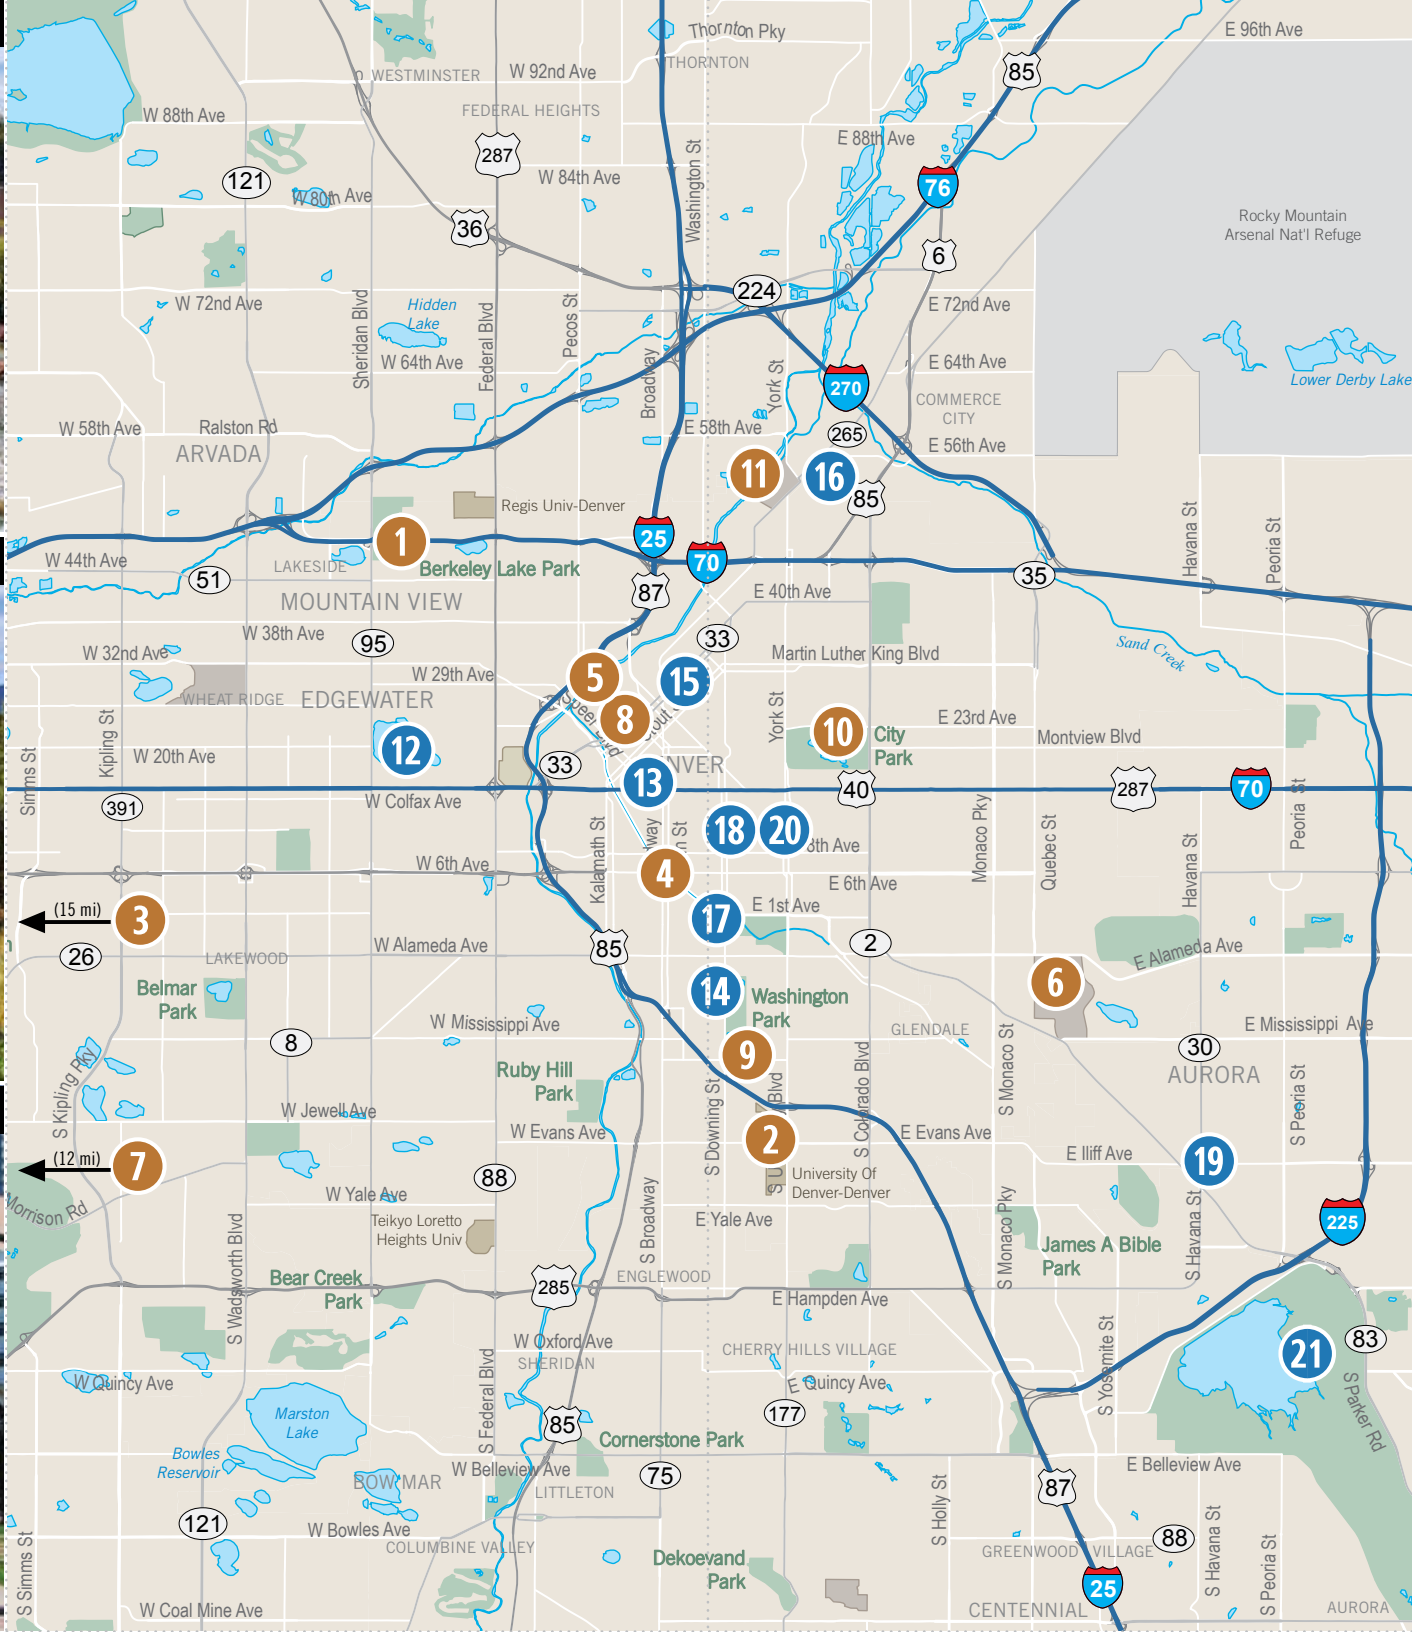 E 96th Ave
Thornton Pky
THORNTON
85
WESTMINSTER
W 92nd Ave
FEDERAL HEIGHTS
W 88th Ave
E 88th Ave
287
121
W 84th Ave
Washington St
76
W 80th Ave
36
Rocky Mountain
Arsenal Nat'l Refuge
6
224
W 72nd Ave
E 72nd Ave
Hidden
Lake
Sheridan Blvd
Federal Blvd
Pecos St
W 64th Ave
Broadway
York St
E 64th Ave
270
Lower Derby Lake
COMMERCE
CITY
W 58th Ave
Ralston Rd
E 58th Ave
265
E 56th Ave
ARVADA
11
16
85
Regis Univ-Denver
Havana St
Peoria St
1
25
70
W 44th Ave
LAKESIDE
Berkeley Lake Park
51
35
87
E 40th Ave
MOUNTAIN VIEW
W 38th Ave
95
33
Sand Creek
W 32nd Ave
Martin Luther King Blvd
W 29th Ave
5
15
WHEAT RIDGE
EDGEWATER
Speer Blvd
8
York St
10
City
Park
E 23rd Ave
Montview Blvd
Kipling St
Simms St
12
W 20th Ave
33
NVER
13
40
287
70
391
W Colfax Ave
Peoria St
18
20
8th Ave
Kalamath St
way
n St
Monaco Pky
Quebec St
Havana St
W 6th Ave
4
E 6th Ave
(15 mi)
3
17
E 1st Ave
26
LAKEWOOD
W Alameda Ave
85
2
E Alameda Ave
Belmar
Park
14
Washington
Park
6
W Mississippi Ave
GLENDALE
E Mississippi Ave
8
9
30
AURORA
Ruby Hill
Park
S Kipling Pky
S Downing St
Blvd
S Colorado Blvd
S Monaco St
S Peoria St
W Jewell Ave
W Evans Ave
2
E Evans Ave
E Iliff Ave
(12 mi)
7
19
88
University Of
Denver-Denver
W Yale Ave
Morrison Rd
Teikyo Loretto
Heights Univ
E Yale Ave
225
S Wadsworth Blvd
S Broadway
S Monaco Pky
S Havana St
James A Bible
Park
Bear Creek
Park
285
ENGLEWOOD
E Hampden Ave
W Oxford Ave
SHERIDAN
CHERRY HILLS VILLAGE
S Yosemite St
21
83
W Quincy Ave
E Quincy Ave
S Federal Blvd
S Parker Rd
Marston
Lake
177
85
Cornerstone Park
Bowles
Reservoir
W Belleview Ave
75
E Belleview Ave
BOW MAR
LITTLETON
87
121
W Bowles Ave
S Holly St
88
S Havana St
COLUMBINE VALLEY
GREENWOOD VILLAGE
Dekoevand
Park
S Simms St
S Peoria St
25
W Coal Mine Ave
CENTENNIAL
AURORA